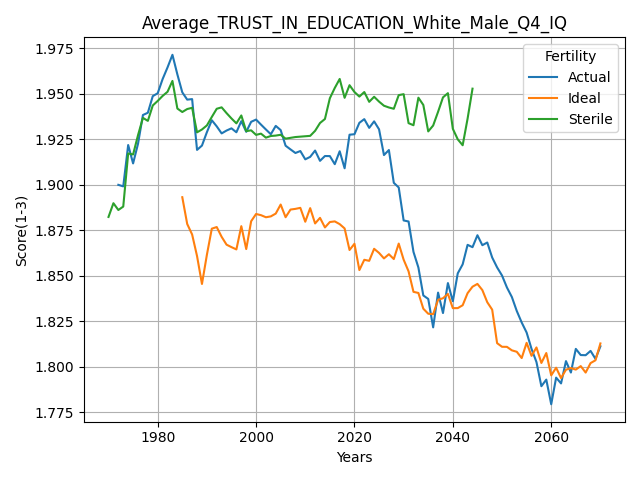 Average_TRUST_IN_EDUCATION_White_Male_Q4_IQ
Fertility
Actual
Ideal
Sterile
Score(1-3)
1.975
1.950
1.925
1.900
1.875
1.850
1.825
1.800
1.775
1980
2000
2020
2040
2060
Years